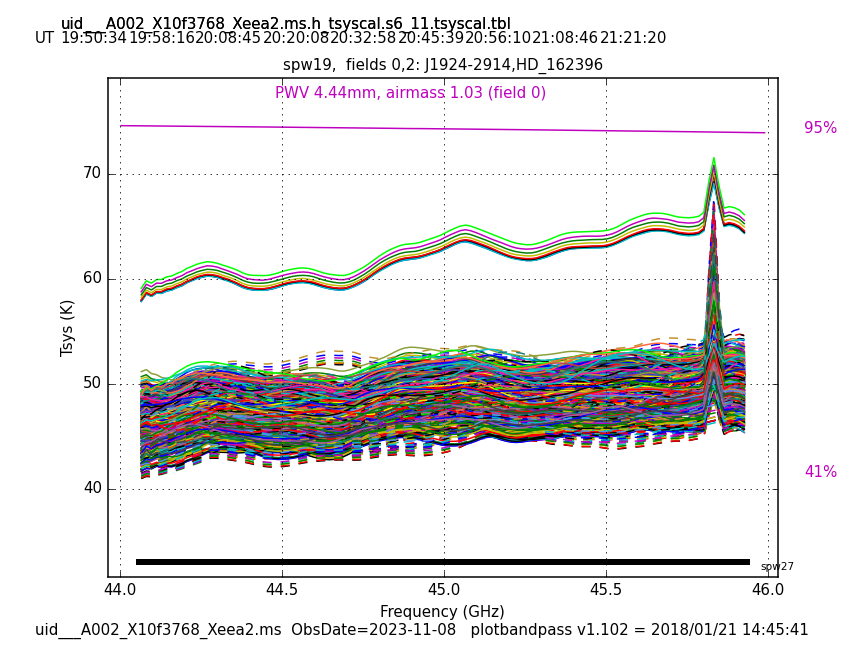 uid___A002_X10f3768_Xeea2.ms.h_tsyscal.s6_11.tsyscal.tbl
UT 19:50:34 19:58:16 20:08:45 20:20:08 20:32:58 20:45:39 20:56:10 21:08:46 21:21:20
spw19, fields 0,2: J1924-2914,HD_162396
PWV 4.44mm, airmass 1.03 (field 0)
95%
70
60
Tsys (K)
50
41%
40
spw27
44.0 44.5 45.0 45.5 46.0
Frequency (GHz)
uid___A002_X10f3768_Xeea2.ms ObsDate=2023-11-08 plotbandpass v1.102 = 2018/01/21 14:45:41